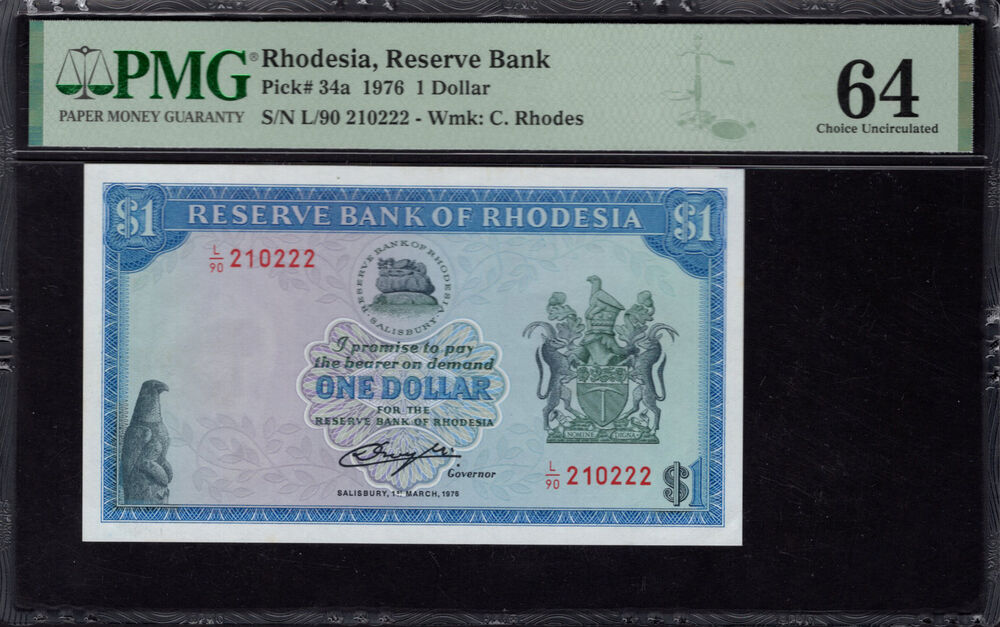 PMG®
PAPER MONEY GUARANTY
Rhodesia, Reserve Bank
Pick# 34a 1976 1 Dollar
S/N L/90 210222 - Wmk: C. Rhodes
64
Choice Uncirculated
$1 RESERVE BANK OF RHODESIA $1
L/90 210222
RESERVE BANK OF RHODESIA · SALISBURY ·
I promise to pay
the bearer on demand
ONE DOLLAR
FOR THE
RESERVE BANK OF RHODESIA
NOMINE DIGNA
Governor
L/90 210222 $1
SALISBURY, 1ST MARCH, 1976